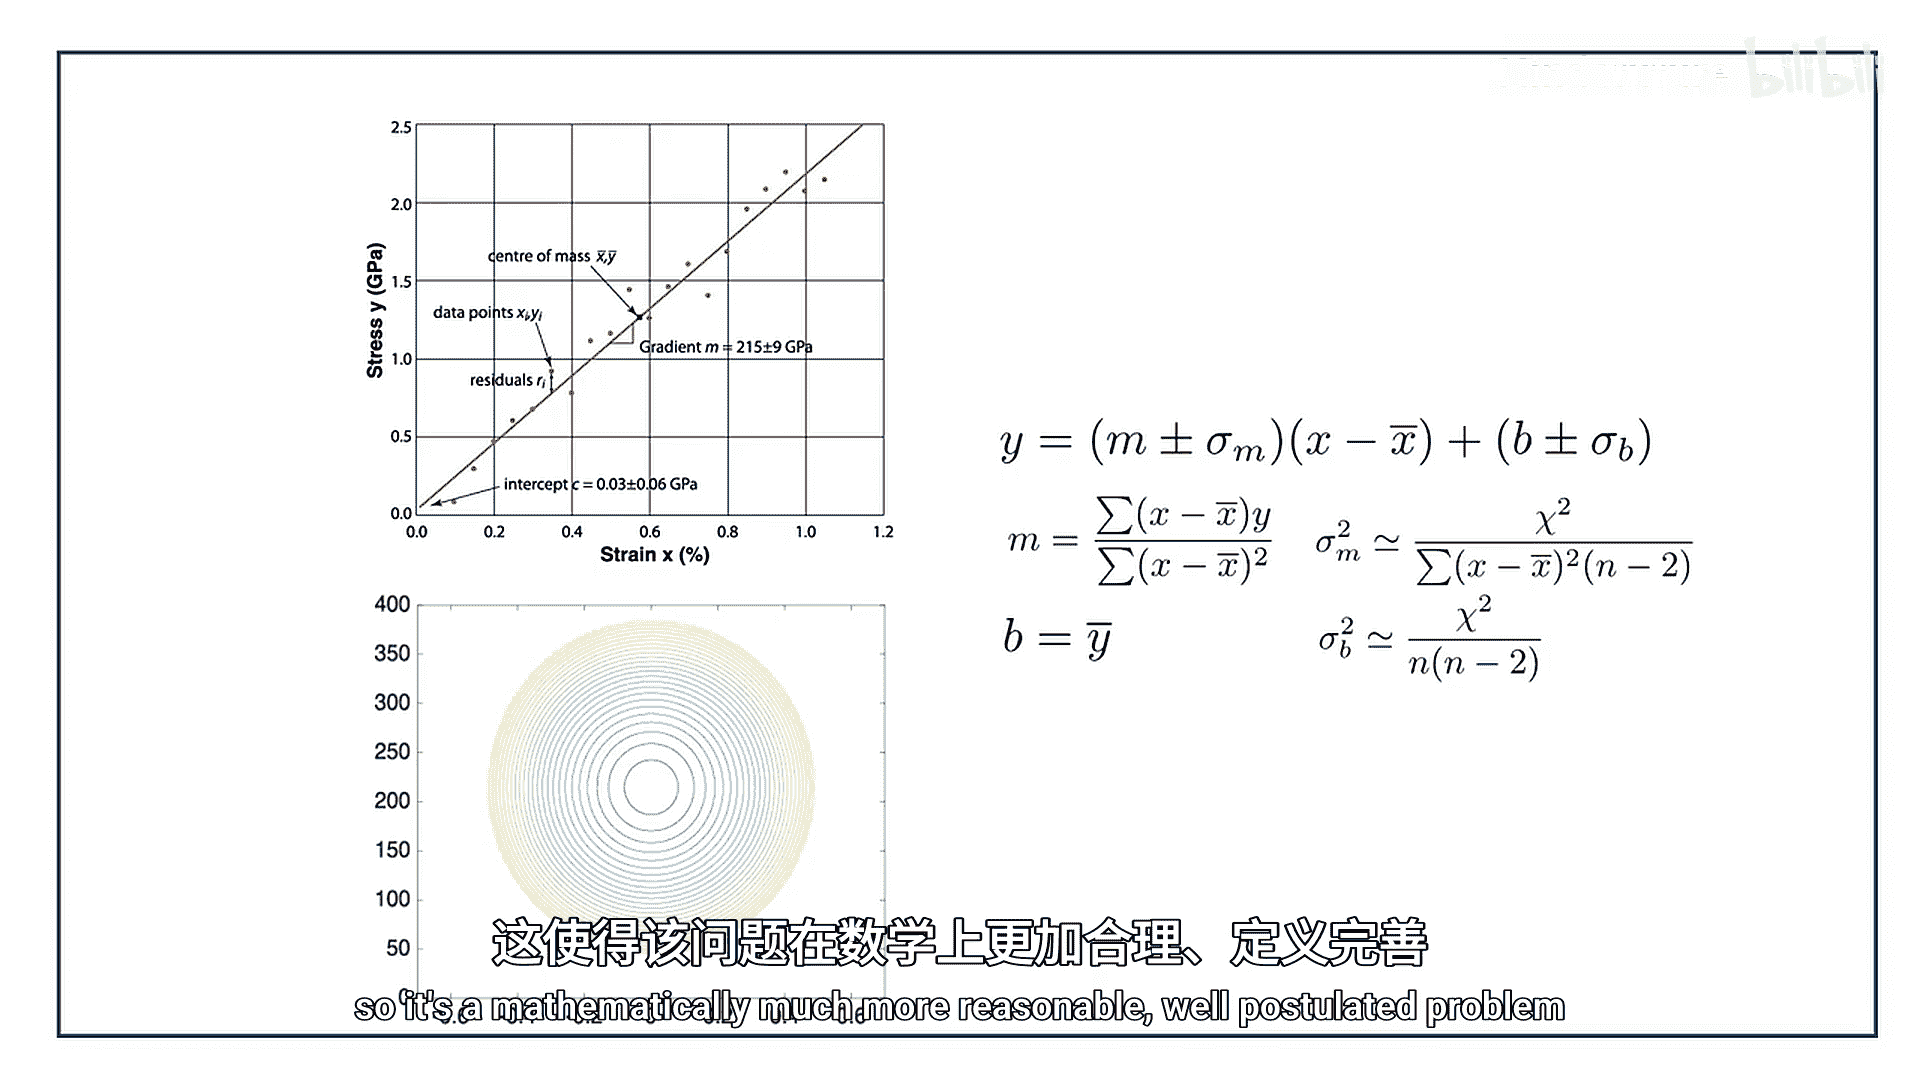 bilibili
2.5
2.0
1.5
1.0
0.5
0.0
Stress y (GPa)
centre of mass x̅,y̅
data points xᵢ,yᵢ
Gradient m = 215±9 GPa
residuals rᵢ
intercept c = 0.03±0.06 GPa
0.0 0.2 0.4 0.6 0.8 1.0 1.2
Strain x (%)
y = (m ± σₘ)(x − x̅) + (b ± σ_b)
m = ∑(x − x̅)y / ∑(x − x̅)² σₘ² ≃ χ² / ∑(x − x̅)²(n − 2)
b = y̅ σ_b² ≃ χ² / n(n − 2)
400
350
300
250
200
150
100
50
这使得该问题在数学上更加合理、定义完善
so it's a mathematically much more reasonable, well postulated problem